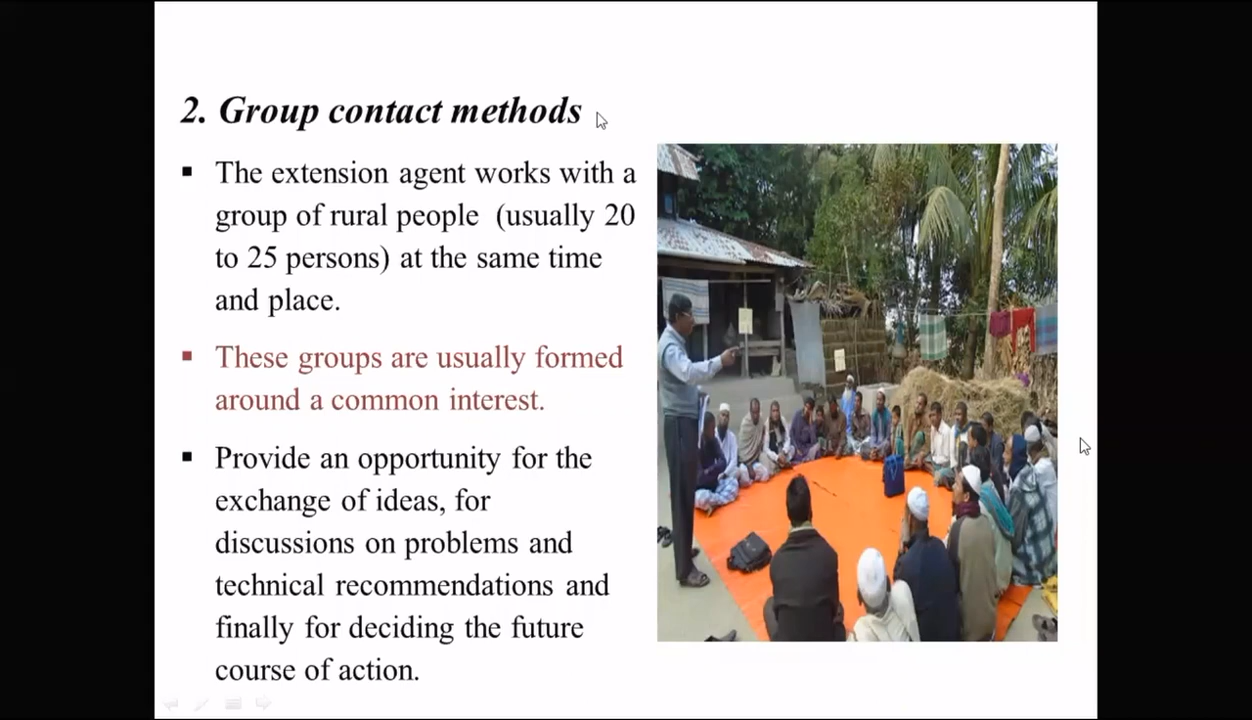 2. Group contact methods
▪ The extension agent works with a
group of rural people (usually 20
to 25 persons) at the same time
and place.
▪ These groups are usually formed
around a common interest.
▪ Provide an opportunity for the
exchange of ideas, for
discussions on problems and
technical recommendations and
finally for deciding the future
course of action.